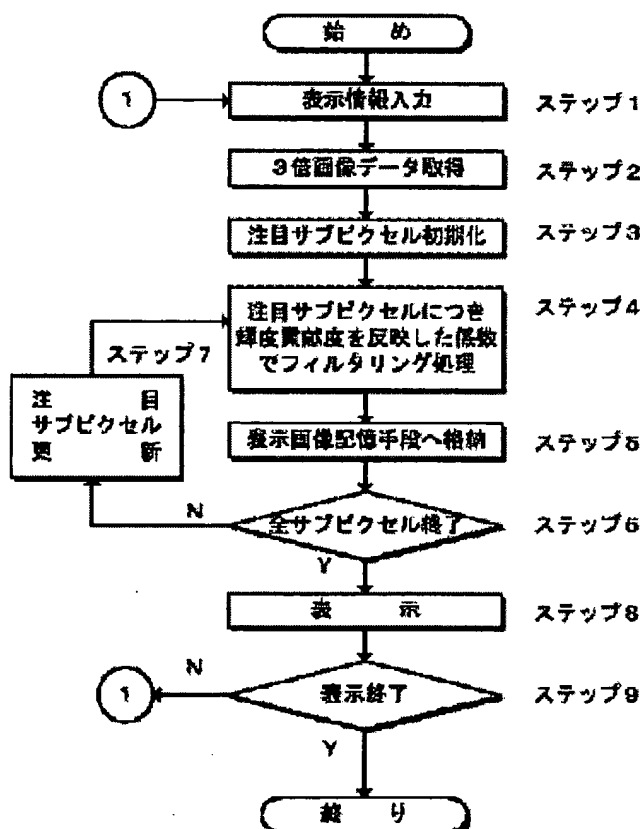 始 め
1
表示情報入力
ステップ1
3倍画像データ取得
ステップ2
注目サブピクセル初期化
ステップ3
注目サブピクセルにつき
輝度貢献度を反映した係数
でフィルタリング処理
ステップ4
ステップ7
注 目
サブピクセル
更 新
表示画像記憶手段へ格納
ステップ5
全サブピクセル終了
ステップ6
N
Y
表 示
ステップ8
表示終了
ステップ9
N
1
Y
終 り